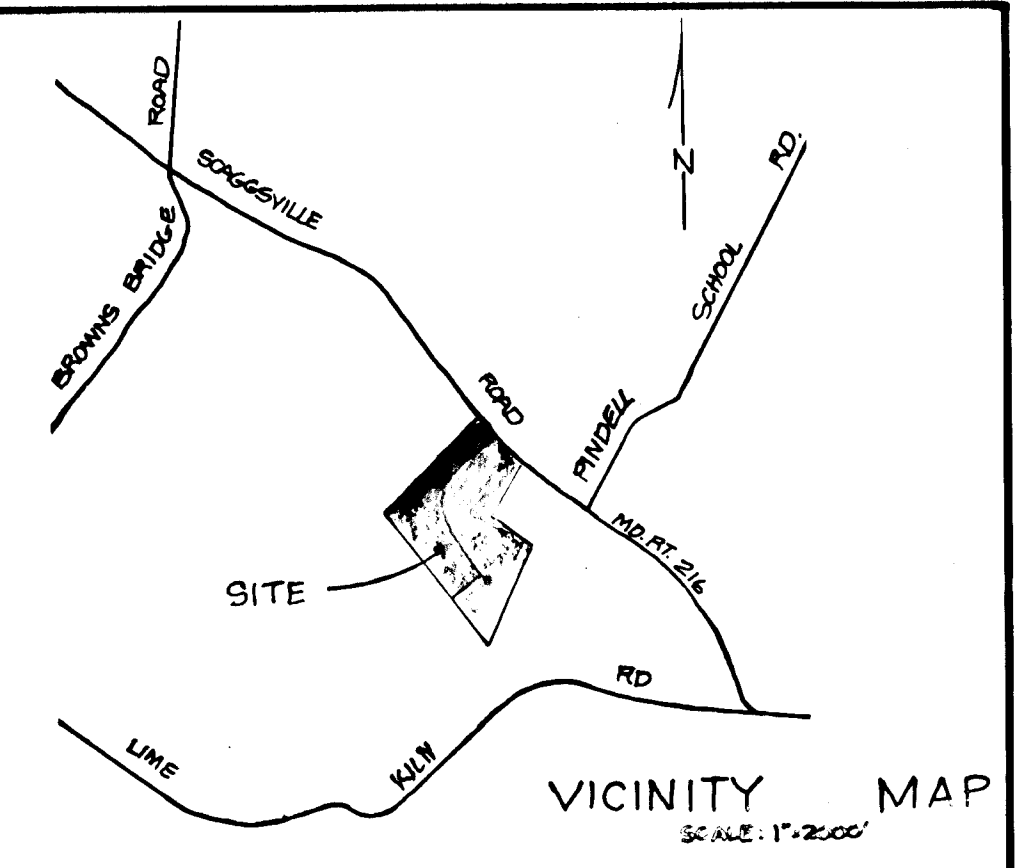 ROAD
SCAGGSVILLE
BROWNS BRIDGE
N
RD.
SCHOOL
ROAD
PINDELL
MD. RT. 216
SITE
RD
LIME
KILN
VICINITY MAP
SCALE: 1"=2000'